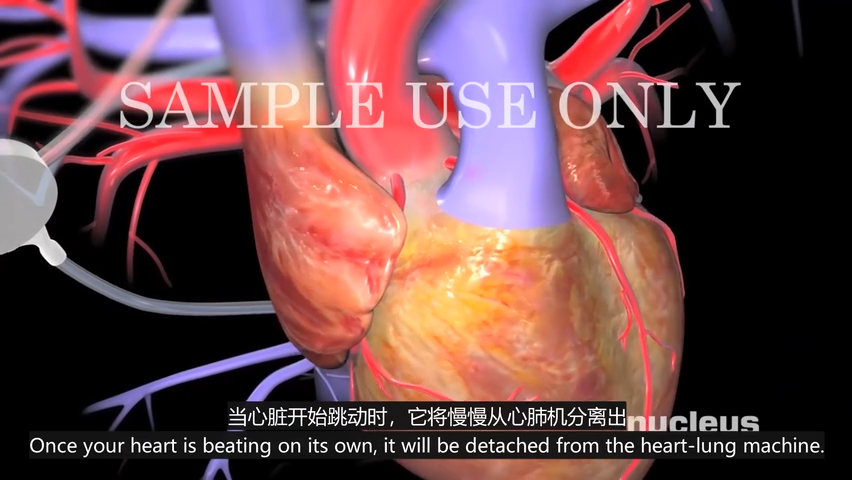 SAMPLE USE ONLY
当心脏开始跳动时，它将慢慢从心肺机分离出
nucleus
Once your heart is beating on its own, it will be detached from the heart-lung machine.